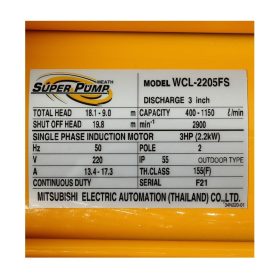 HEATH
SUPER PUMP
MODEL WCL-2205FS
DISCHARGE 3 inch
TOTAL HEAD 18.1 - 9.0 m CAPACITY 400 - 1150 ℓ/min
SHUT OFF HEAD 19.8 m min⁻¹ 2900
SINGLE PHASE INDUCTION MOTOR 3HP (2.2kW)
Hz 50 POLE 2
V 220 IP 55 OUTDOOR TYPE
A 13.4 - 17.3 TH.CLASS 155(F)
CONTINUOUS DUTY SERIAL F21
MITSUBISHI ELECTRIC AUTOMATION (THAILAND) CO.,LTD.